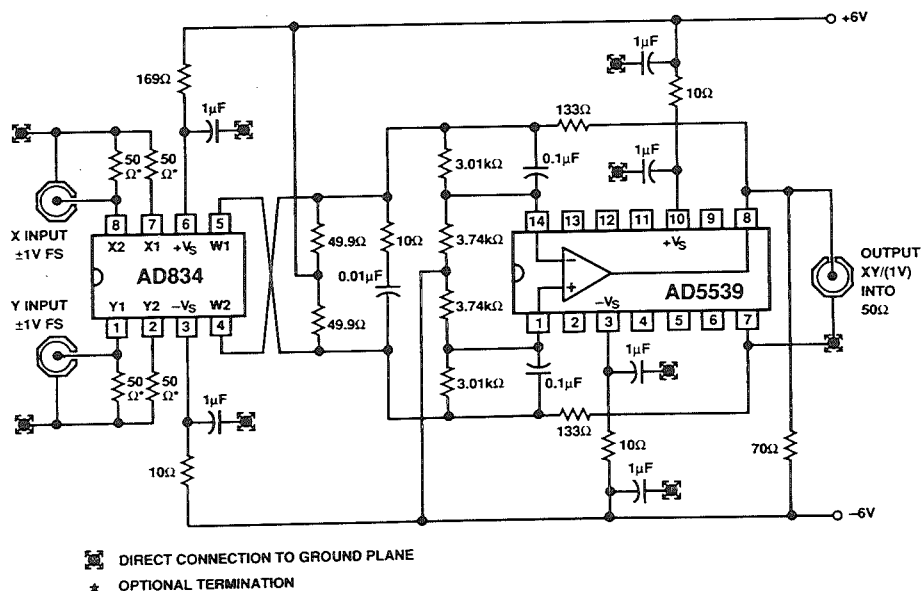 +6V
1µF
169Ω
10Ω
1µF
133Ω
1µF
50
Ω*
50
Ω*
3.01kΩ
0.1µF
X INPUT
±1V FS
8 7 6 5
X2 X1 +VS W1
AD834
Y1 Y2 –VS W2
1 2 3 4
Y INPUT
±1V FS
49.9Ω
10Ω
0.01µF
49.9Ω
3.74kΩ
3.74kΩ
14 13 12 11 10 9 8
+VS
–
+
AD5539
–VS
1 2 3 4 5 6 7
OUTPUT
XY/(1V)
INTO
50Ω
50
Ω*
50
Ω*
1µF
3.01kΩ
0.1µF
1µF
133Ω
10Ω
10Ω
70Ω
1µF
–6V
DIRECT CONNECTION TO GROUND PLANE
* OPTIONAL TERMINATION